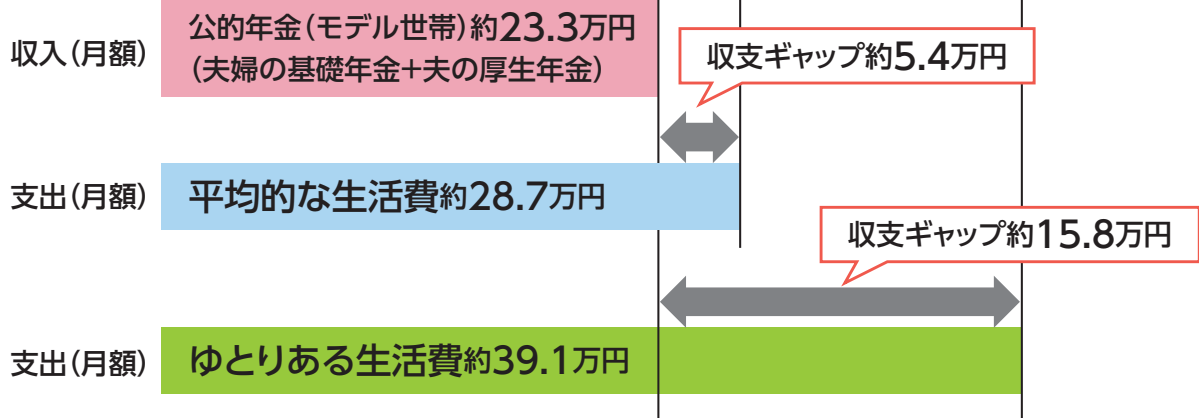 収入(月額)
公的年金(モデル世帯)約23.3万円
(夫婦の基礎年金+夫の厚生年金)
収支ギャップ約5.4万円
支出(月額)
平均的な生活費約28.7万円
収支ギャップ約15.8万円
支出(月額)
ゆとりある生活費約39.1万円